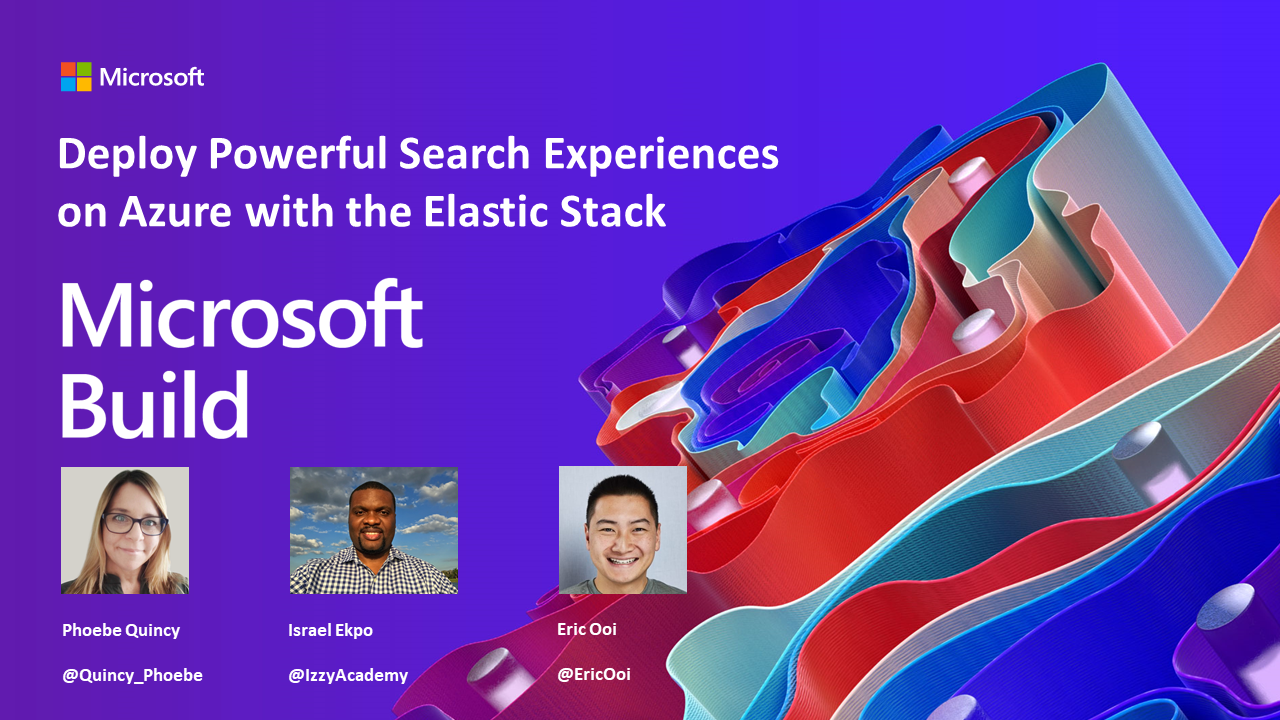 Microsoft
Deploy Powerful Search Experiences
on Azure with the Elastic Stack
Microsoft
Build
Phoebe Quincy
Israel Ekpo
Eric Ooi
@Quincy_Phoebe
@IzzyAcademy
@EricOoi